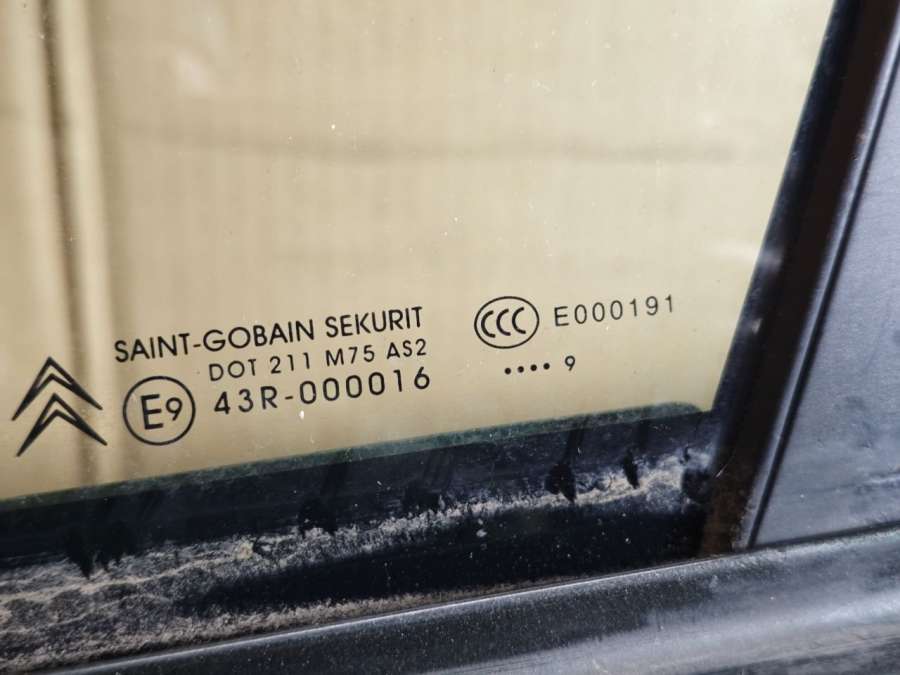 SAINT-GOBAIN SEKURIT
DOT 211 M75 AS2
E9 43R-000016
CCC E000191
•••• 9